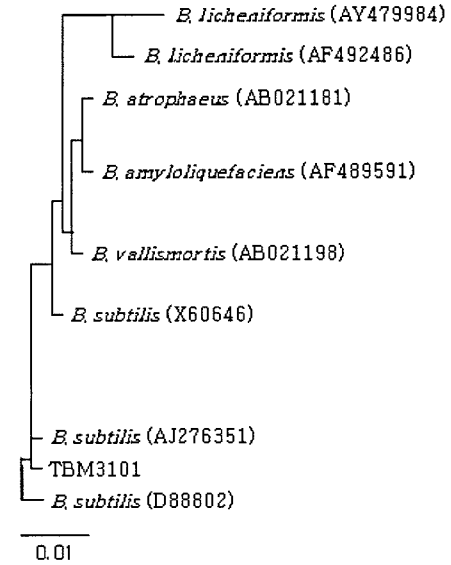 B. licheniformis (AY479984)
B. licheniformis (AF492486)
B. atrophaeus (AB021181)
B. amyloliquefaciens (AF489591)
B. vallismortis (AB021198)
B. subtilis (X60646)
B. subtilis (AJ276351)
TBM3101
B. subtilis (D88802)
0.01